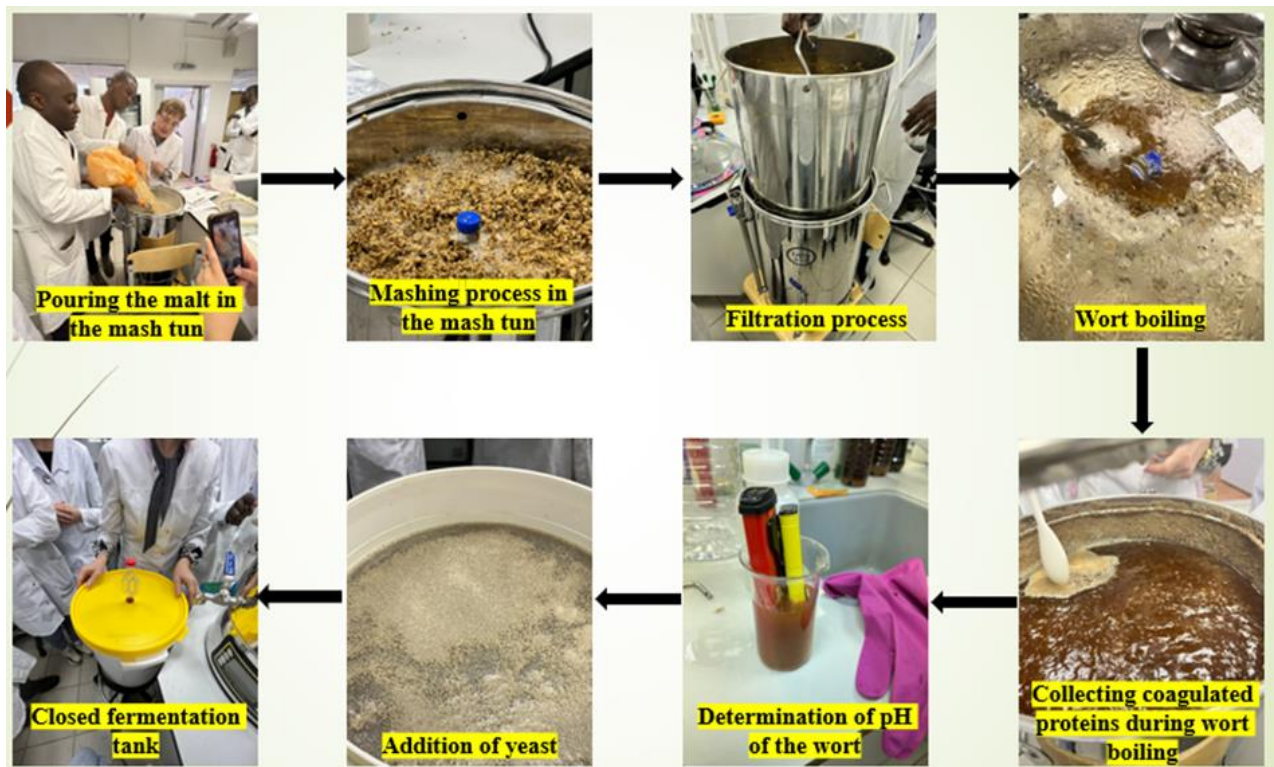 Pouring the malt in
the mash tun
Mashing process in
the mash tun
Filtration process
Wort boiling
Closed fermentation
tank
Addition of yeast
Determination of pH
of the wort
Collecting coagulated
proteins during wort
boiling